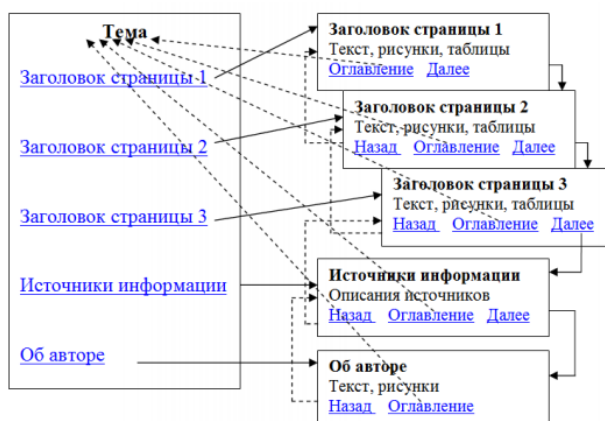 Тема
Заголовок страницы 1
Заголовок страницы 2
Заголовок страницы 3
Источники информации
Об авторе
Заголовок страницы 1
Текст, рисунки, таблицы
Оглавление Далее
Заголовок страницы 2
Текст, рисунки, таблицы
Назад Оглавление Далее
Заголовок страницы 3
Текст, рисунки, таблицы
Назад Оглавление Далее
Источники информации
Описания источников
Назад Оглавление Далее
Об авторе
Текст, рисунки
Назад Оглавление